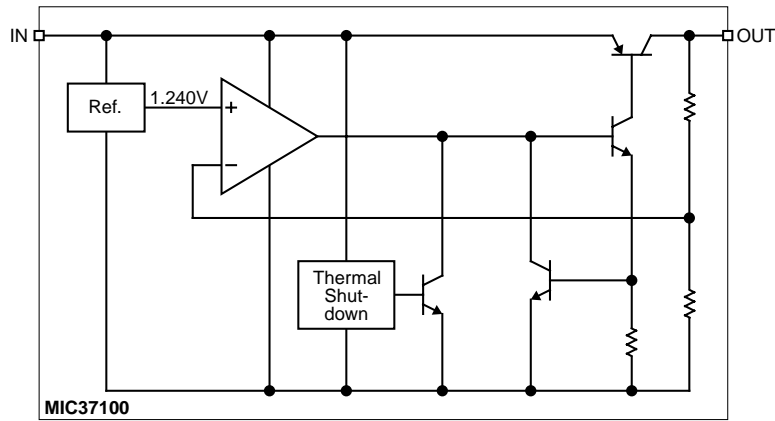 IN
OUT
Ref.
1.240V
+
−
Thermal
Shut-
down
MIC37100